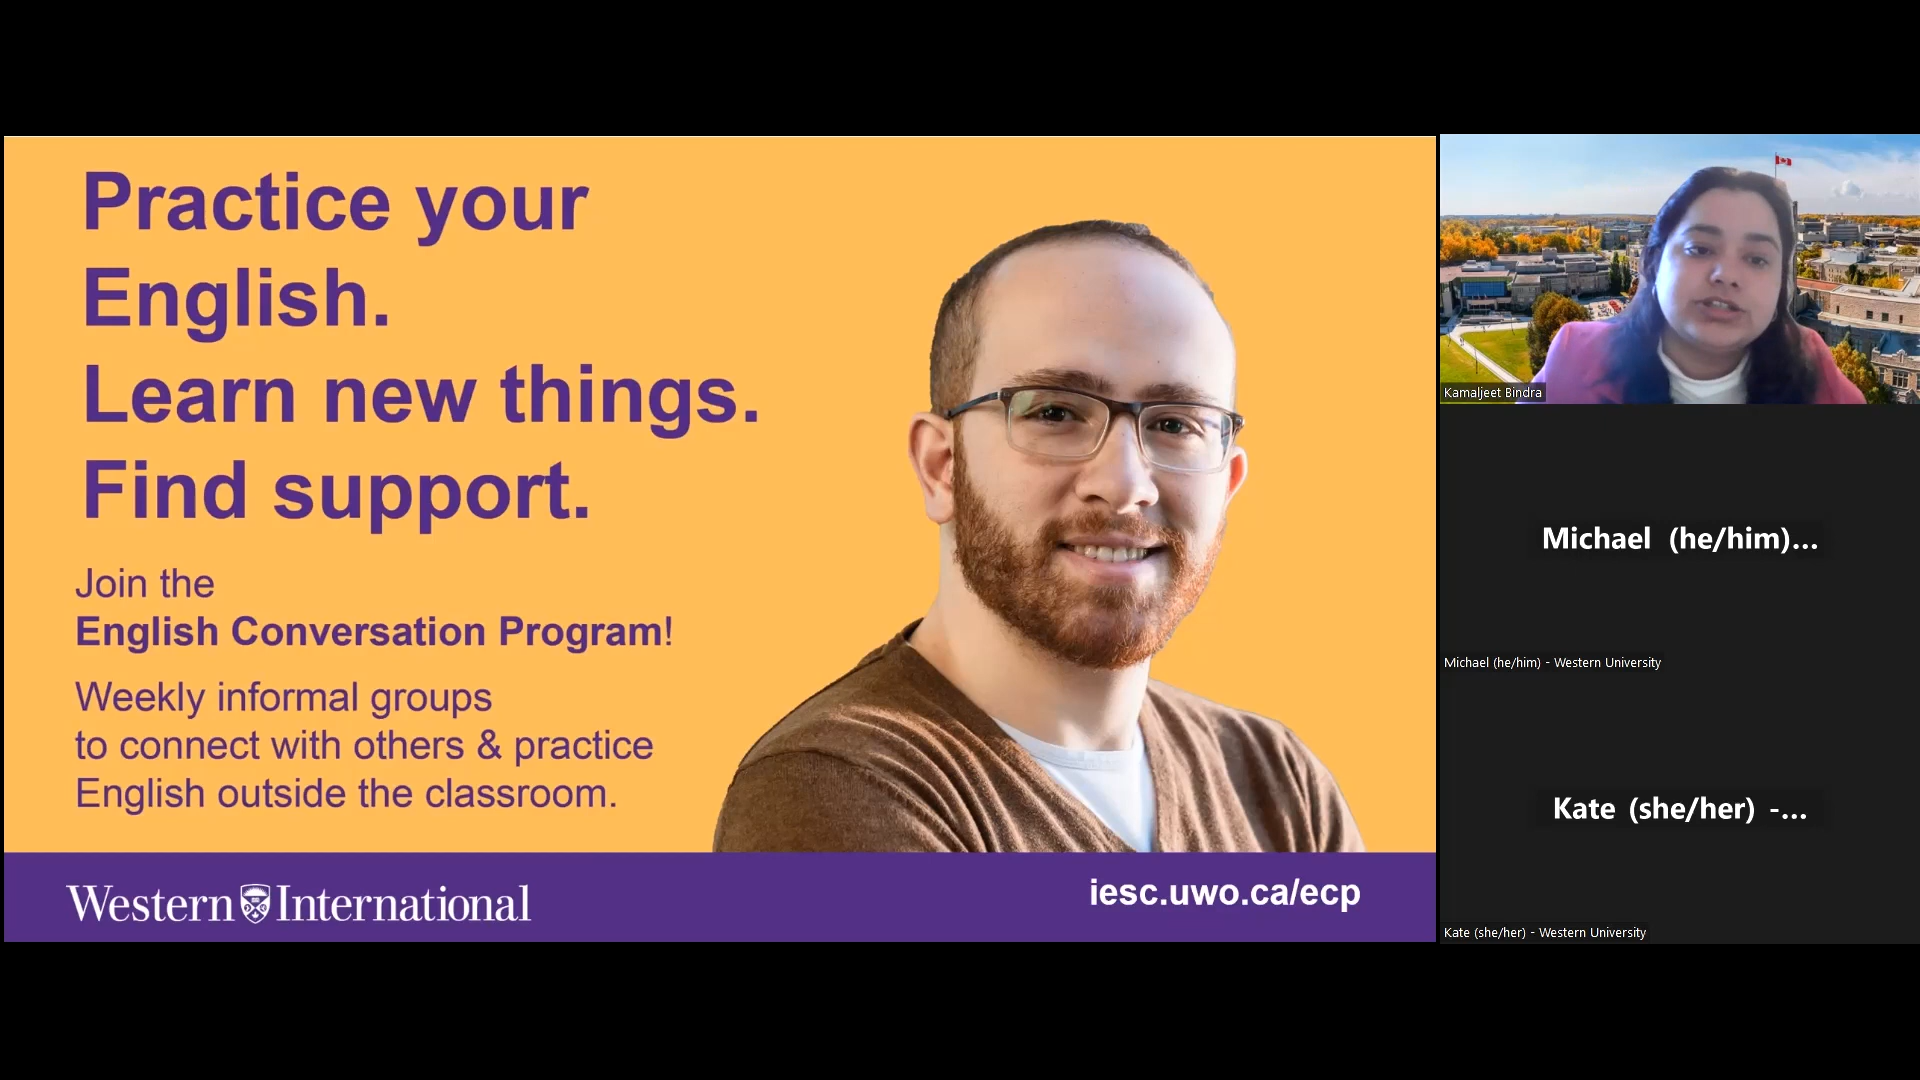 Practice your
English.
Learn new things.
Find support.
Join the
English Conversation Program!
Weekly informal groups
to connect with others & practice
English outside the classroom.
Western International
iesc.uwo.ca/ecp
Kamaljeet Bindra
Michael (he/him)...
Michael (he/him) - Western University
Kate (she/her) -...
Kate (she/her) - Western University